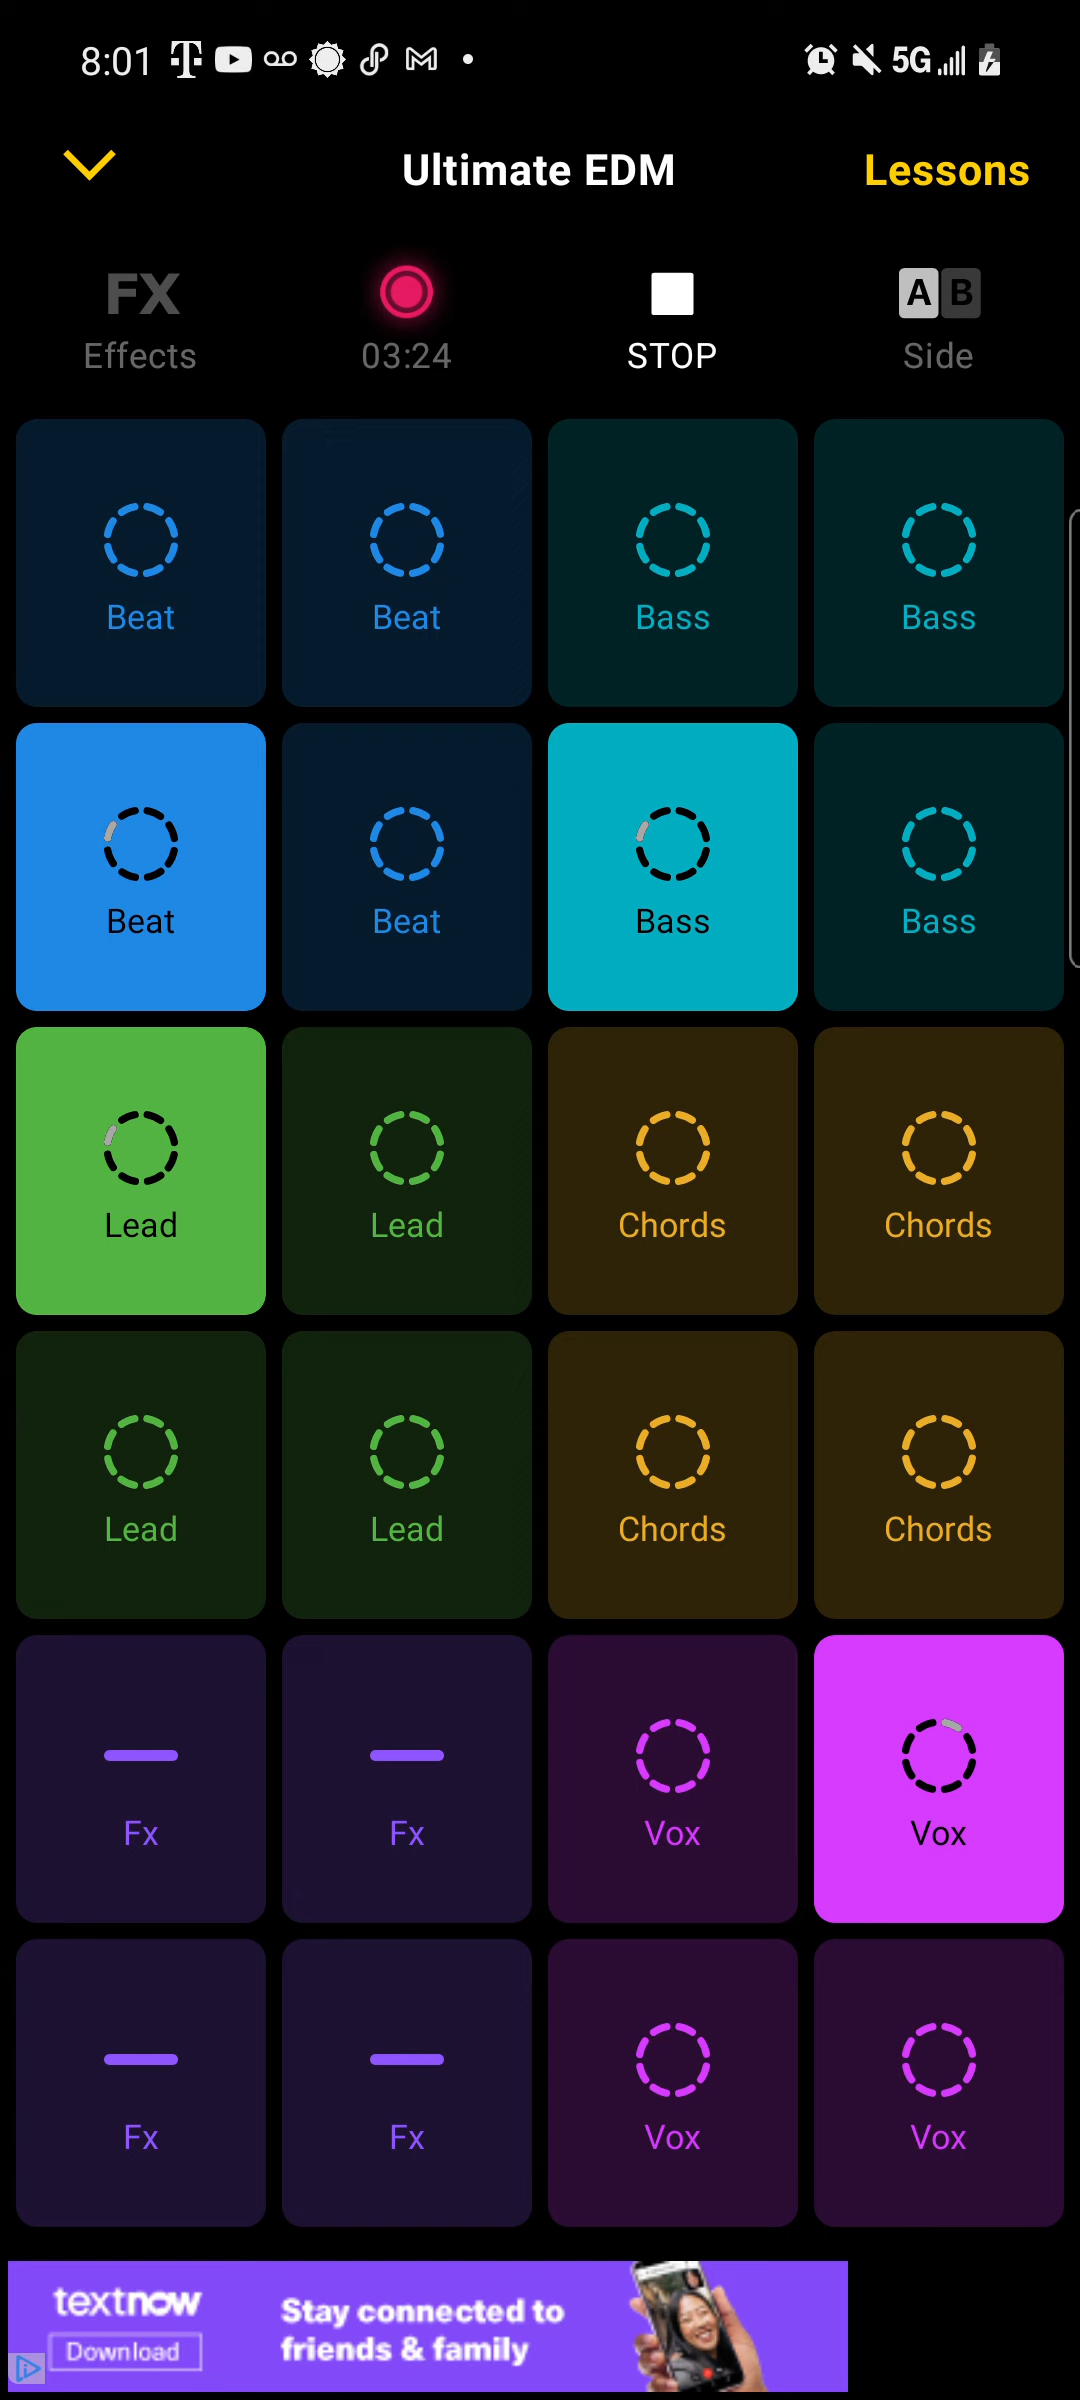 8:01 5G
Ultimate EDM Lessons
FX A B
Effects 03:24 STOP Side
Beat Beat Bass Bass
Beat Beat Bass Bass
Lead Lead Chords Chords
Lead Lead Chords Chords
Fx Fx Vox Vox
Fx Fx Vox Vox
textnow
Download
Stay connected to
friends & family